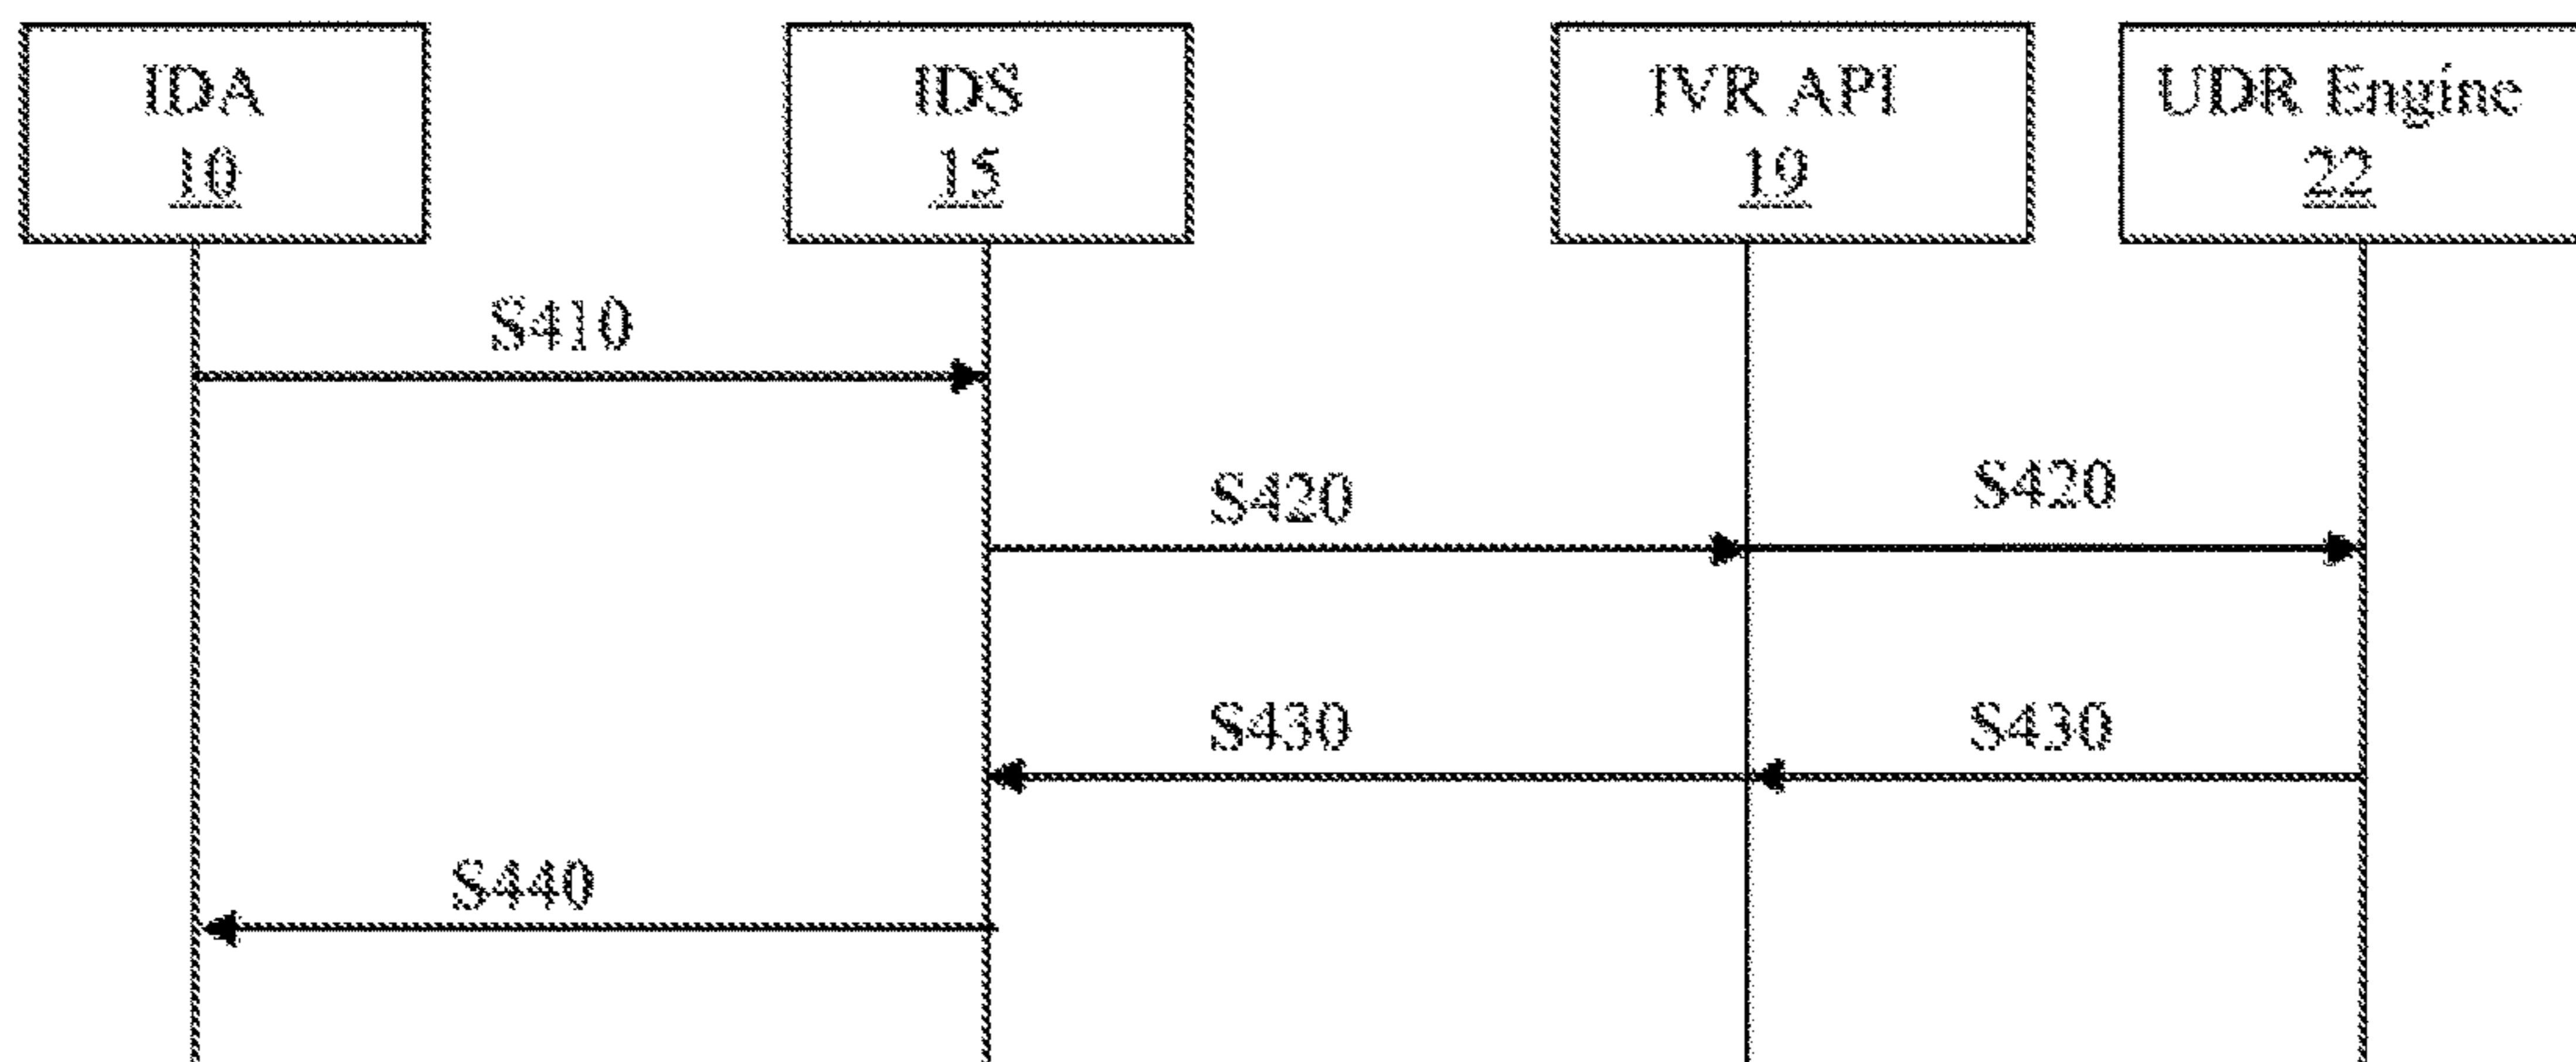 IDA
10
IDS
15
IVR API
19
UDR Engine
22
S410
S420
S420
S430
S430
S440